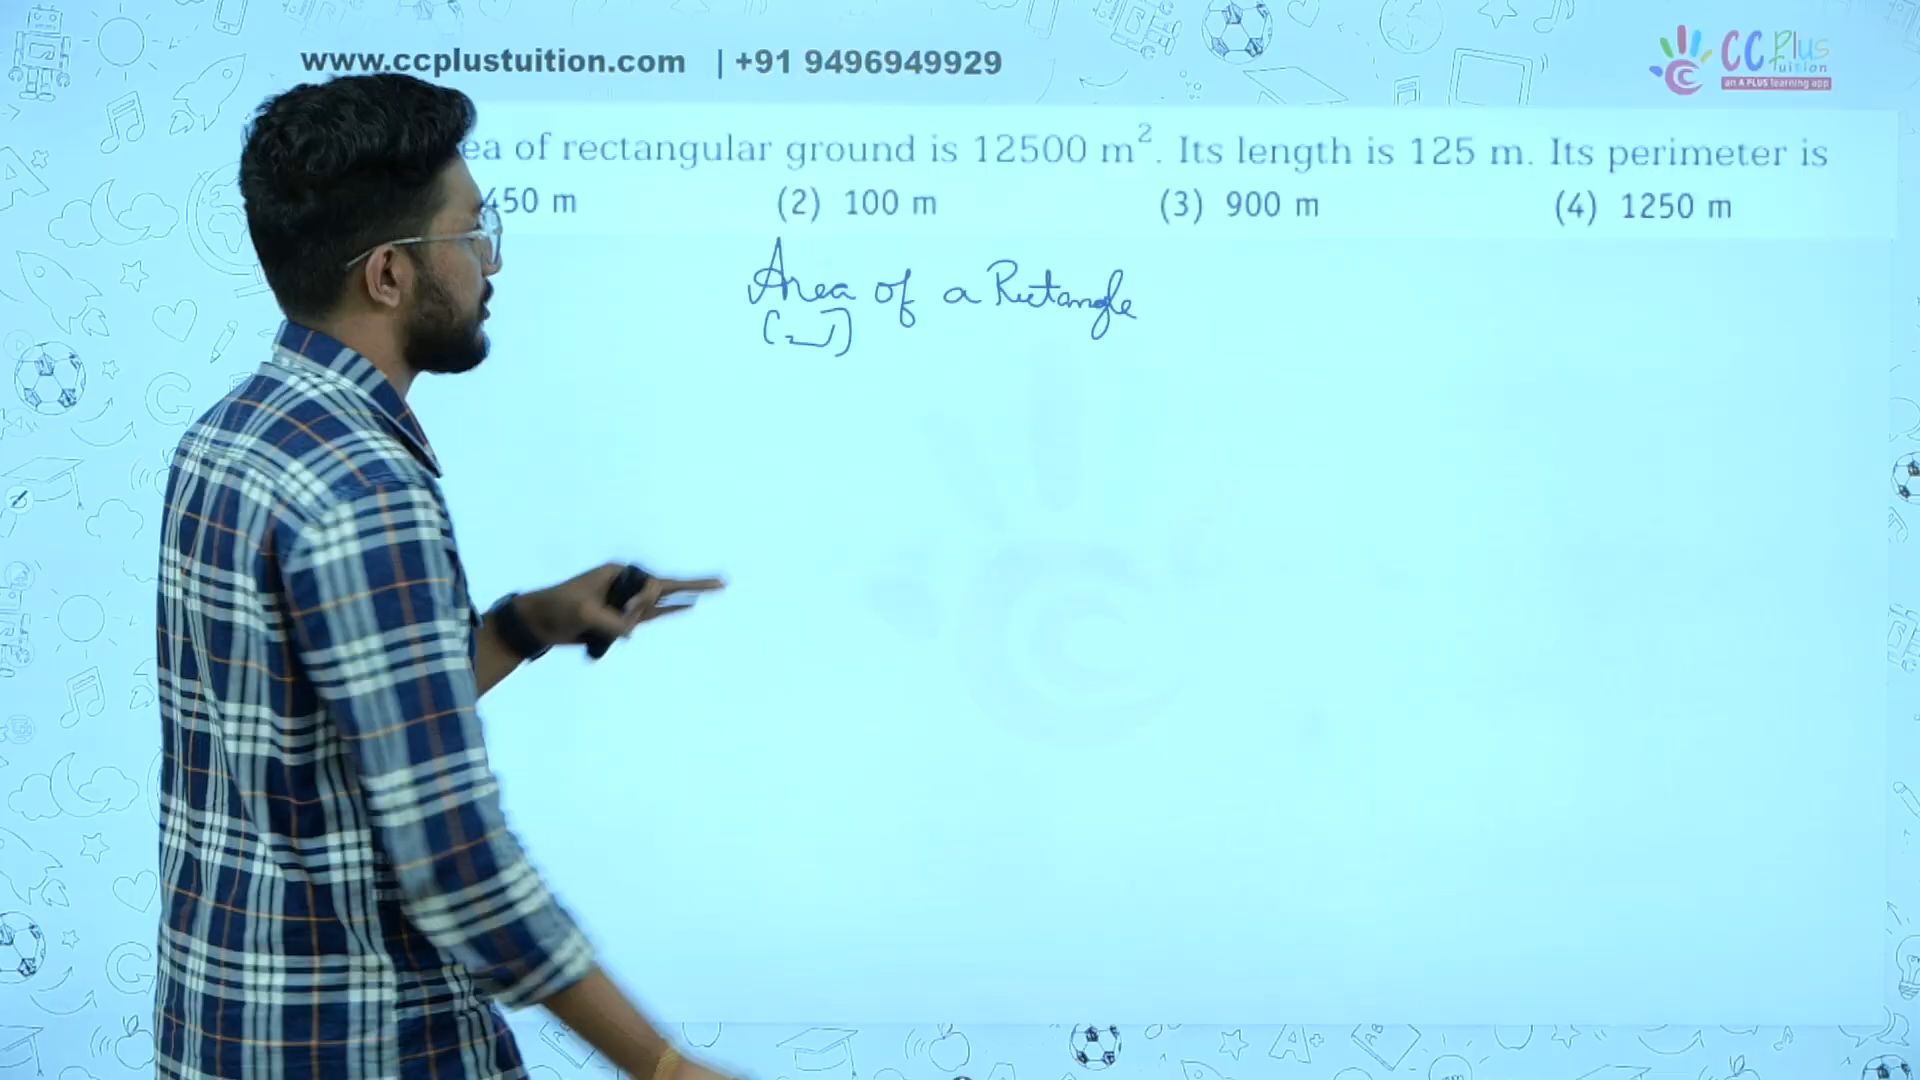 www.ccplustuition.com | +91 9496949929
CC Plus
Tuition
an A PLUS learning app
ea of rectangular ground is 12500 m². Its length is 125 m. Its perimeter is
450 m (2) 100 m (3) 900 m (4) 1250 m
Area of a Rectangle